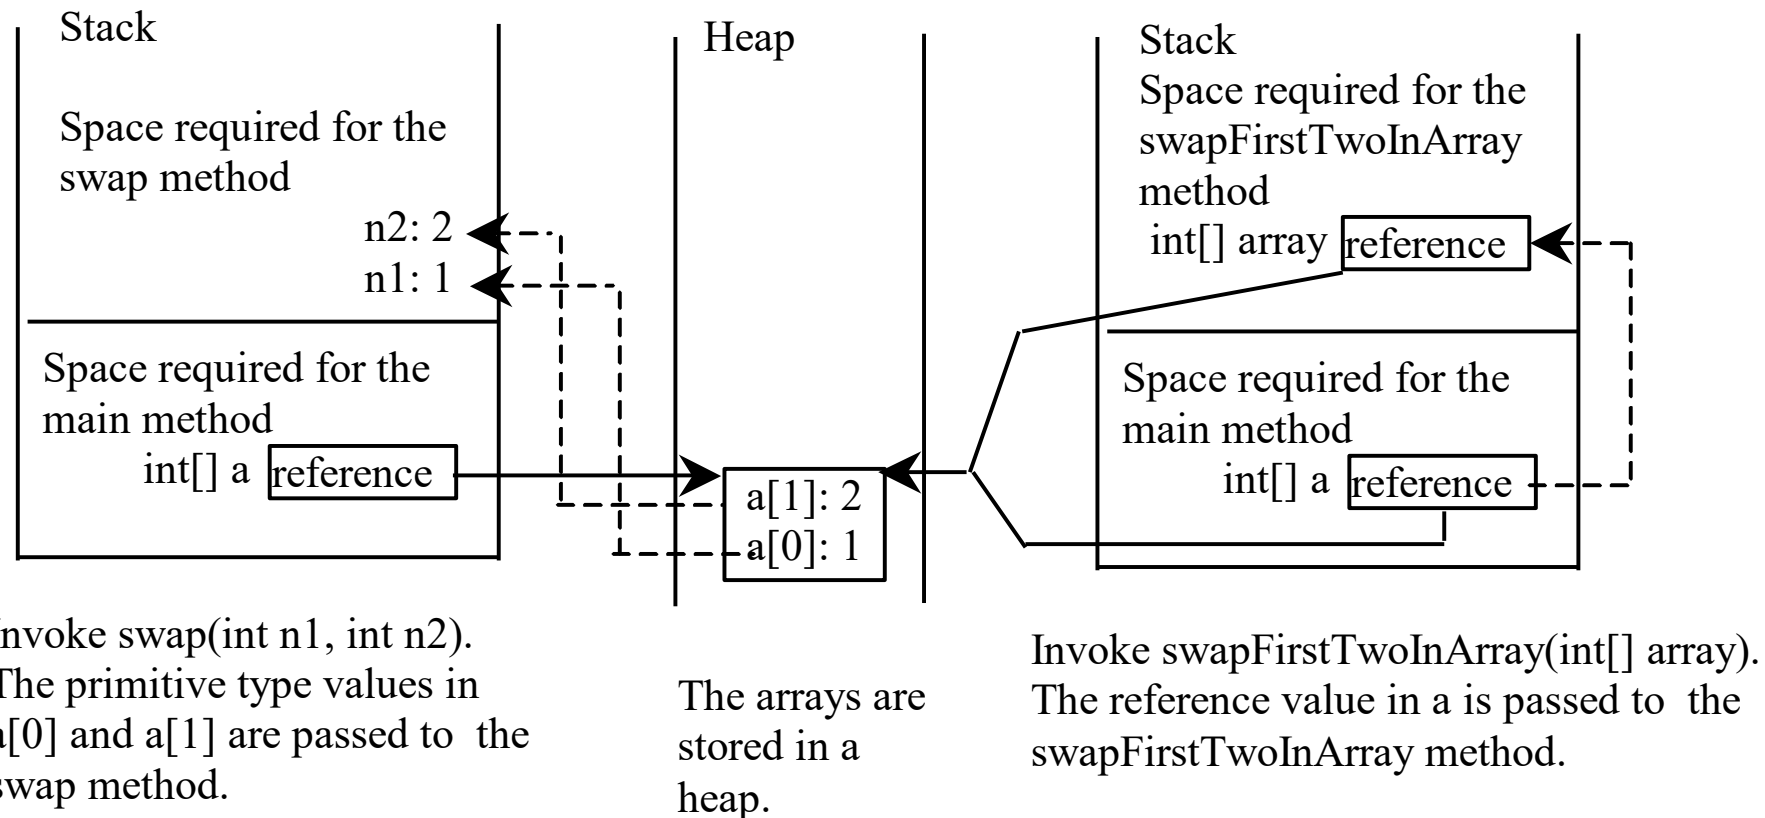 Stack
Space required for the
swap method
n2: 2
n1: 1
Space required for the
main method
int[] a reference
Invoke swap(int n1, int n2).
The primitive type values in
a[0] and a[1] are passed to the
swap method.
Heap
a[1]: 2
a[0]: 1
The arrays are
stored in a
heap.
Stack
Space required for the
swapFirstTwoInArray
method
int[] array reference
Space required for the
main method
int[] a reference
Invoke swapFirstTwoInArray(int[] array).
The reference value in a is passed to the
swapFirstTwoInArray method.